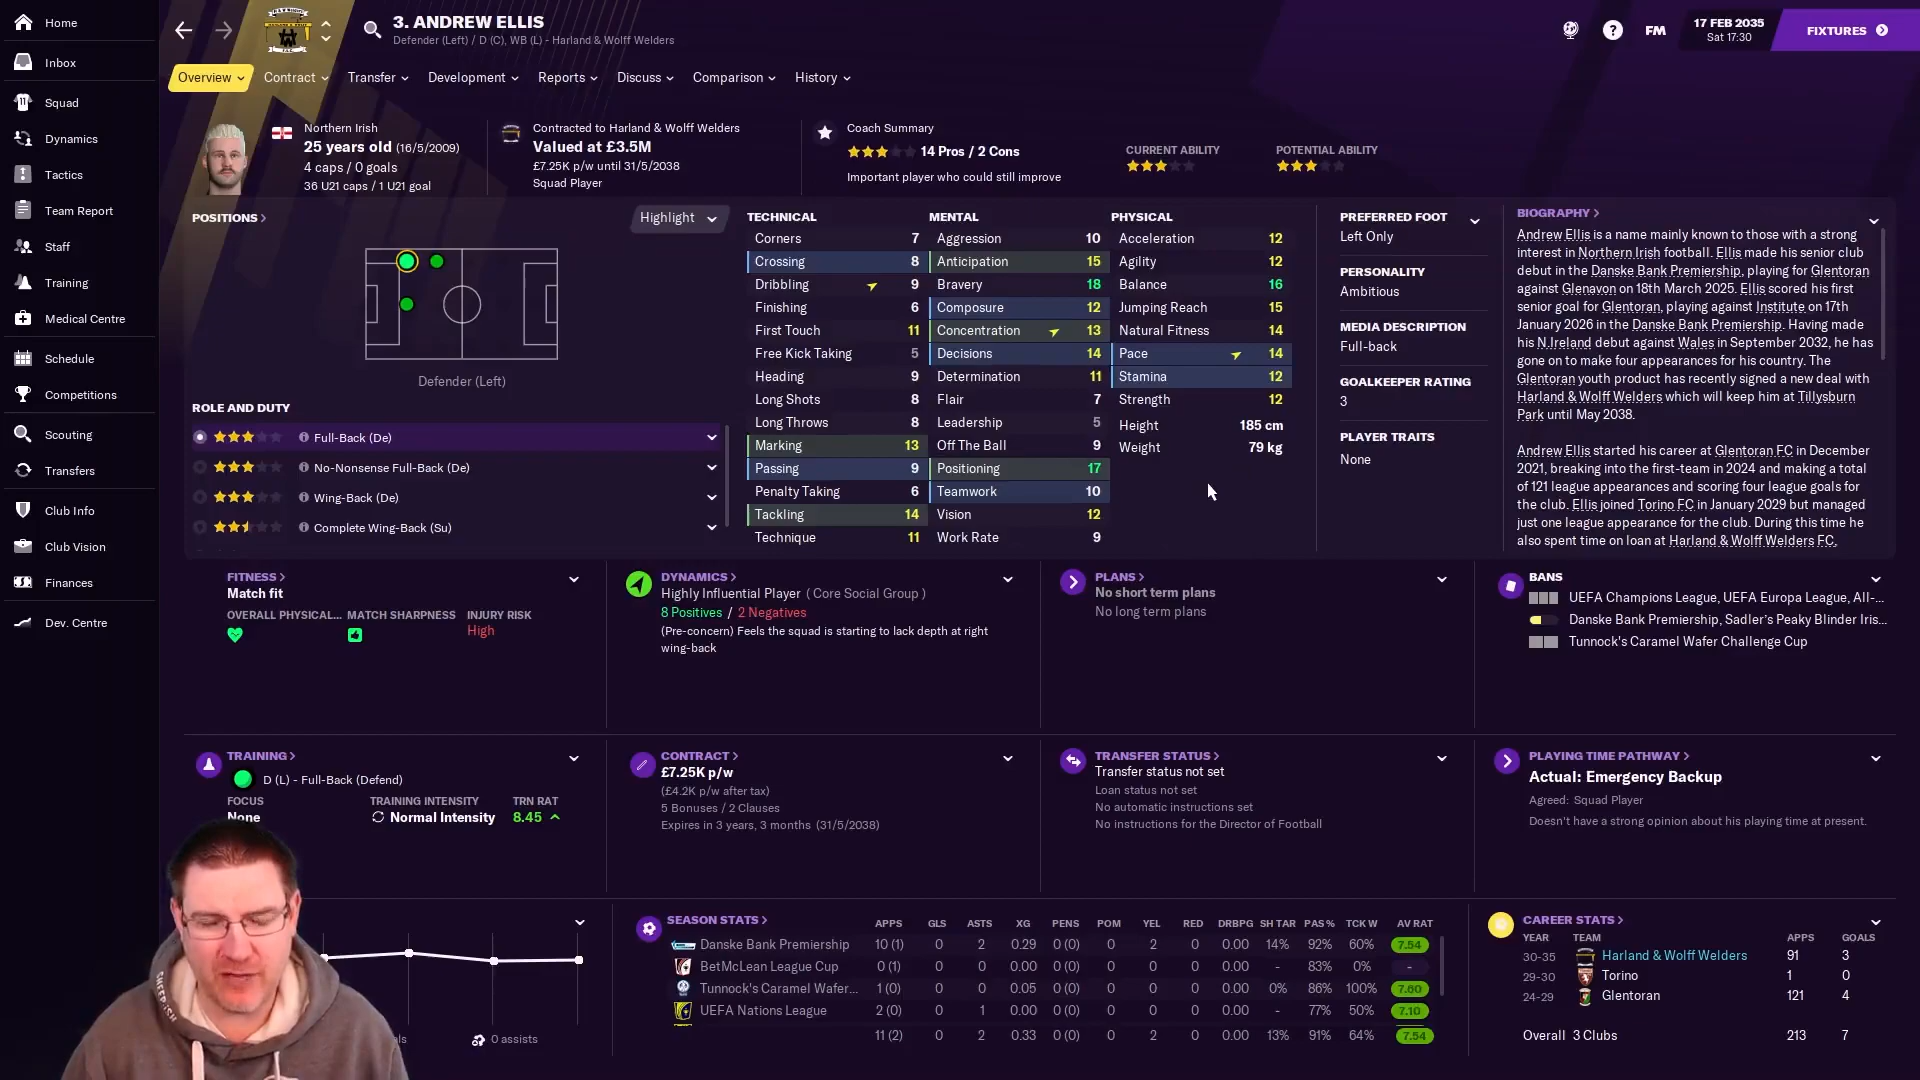 Home
Inbox
Squad
Dynamics
Tactics
Team Report
Staff
Training
Medical Centre
Schedule
Competitions
Scouting
Transfers
Club Info
Club Vision
Finances
Dev. Centre
3. ANDREW ELLIS
Defender (Left) / D (C), WB (L) - Harland & Wolff Welders
FM
17 FEB 2035
Sat 17:30
FIXTURES
Overview Contract Transfer Development Reports Discuss Comparison History
Northern Irish
25 years old (16/5/2009)
4 caps / 0 goals
36 U21 caps / 1 U21 goal
Contracted to Harland & Wolff Welders
Valued at £3.5M
£7.25K p/w until 31/5/2038
Squad Player
Coach Summary
14 Pros / 2 Cons
Important player who could still improve
CURRENT ABILITY
POTENTIAL ABILITY
POSITIONS
Highlight
Defender (Left)
ROLE AND DUTY
Full-Back (De)
No-Nonsense Full-Back (De)
Wing-Back (De)
Complete Wing-Back (Su)
TECHNICAL
Corners 7
Crossing 8
Dribbling 9
Finishing 6
First Touch 11
Free Kick Taking 5
Heading 9
Long Shots 8
Long Throws 8
Marking 13
Passing 9
Penalty Taking 6
Tackling 14
Technique 11
MENTAL
Aggression 10
Anticipation 15
Bravery 18
Composure 12
Concentration 13
Decisions 14
Determination 11
Flair 7
Leadership 5
Off The Ball 9
Positioning 17
Teamwork 10
Vision 12
Work Rate 9
PHYSICAL
Acceleration 12
Agility 12
Balance 16
Jumping Reach 15
Natural Fitness 14
Pace 14
Stamina 12
Strength 12
Height 185 cm
Weight 79 kg
PREFERRED FOOT
Left Only
PERSONALITY
Ambitious
MEDIA DESCRIPTION
Full-back
GOALKEEPER RATING
3
PLAYER TRAITS
None
BIOGRAPHY
Andrew Ellis is a name mainly known to those with a strong
interest in Northern Irish football. Ellis made his senior club
debut in the Danske Bank Premiership, playing for Glentoran
against Glenavon on 18th March 2025. Ellis scored his first
senior goal for Glentoran, playing against Institute on 17th
January 2026 in the Danske Bank Premiership. Having made
his N.Ireland debut against Wales in September 2032, he has
gone on to make four appearances for his country. The
Glentoran youth product has recently signed a new deal with
Harland & Wolff Welders which will keep him at Tillysburn
Park until May 2038.
Andrew Ellis started his career at Glentoran FC in December
2021, breaking into the first-team in 2024 and making a total
of 121 league appearances and scoring four league goals for
the club. Ellis joined Torino FC in January 2029 but managed
just one league appearance for the club. During this time he
also spent time on loan at Harland & Wolff Welders FC.
FITNESS
Match fit
OVERALL PHYSICAL... MATCH SHARPNESS INJURY RISK
High
DYNAMICS
Highly Influential Player ( Core Social Group )
8 Positives / 2 Negatives
(Pre-concern) Feels the squad is starting to lack depth at right
wing-back
PLANS
No short term plans
No long term plans
BANS
UEFA Champions League, UEFA Europa League, All-...
Danske Bank Premiership, Sadler's Peaky Blinder Iris...
Tunnock's Caramel Wafer Challenge Cup
TRAINING
D (L) - Full-Back (Defend)
FOCUS TRAINING INTENSITY TRN RAT
None Normal Intensity 8.45
CONTRACT
£7.25K p/w
(£4.2K p/w after tax)
5 Bonuses / 2 Clauses
Expires in 3 years, 3 months (31/5/2038)
TRANSFER STATUS
Transfer status not set
Loan status not set
No automatic instructions set
No instructions for the Director of Football
PLAYING TIME PATHWAY
Actual: Emergency Backup
Agreed: Squad Player
Doesn't have a strong opinion about his playing time at present.
0 assists
SEASON STATS APPS GLS ASTS XG PENS POM YEL RED DRBPG SH TAR PAS% TCK W AV RAT
Danske Bank Premiership 10 (1) 0 2 0.29 0 (0) 0 2 0 0.00 14% 92% 60% 7.54
BetMcLean League Cup 0 (1) 0 0 0.00 0 (0) 0 0 0 0.00 - 83% 0% -
Tunnock's Caramel Wafer... 1 (0) 0 0 0.05 0 (0) 0 0 0 0.00 0% 86% 100% 7.60
UEFA Nations League 2 (0) 0 1 0.00 0 (0) 0 0 0 0.00 - 77% 50% 7.10
11 (2) 0 2 0.33 0 (0) 0 2 0 0.00 13% 91% 64% 7.54
CAREER STATS
YEAR TEAM APPS GOALS
30-35 Harland & Wolff Welders 91 3
29-30 Torino 1 0
24-29 Glentoran 121 4
Overall 3 Clubs 213 7